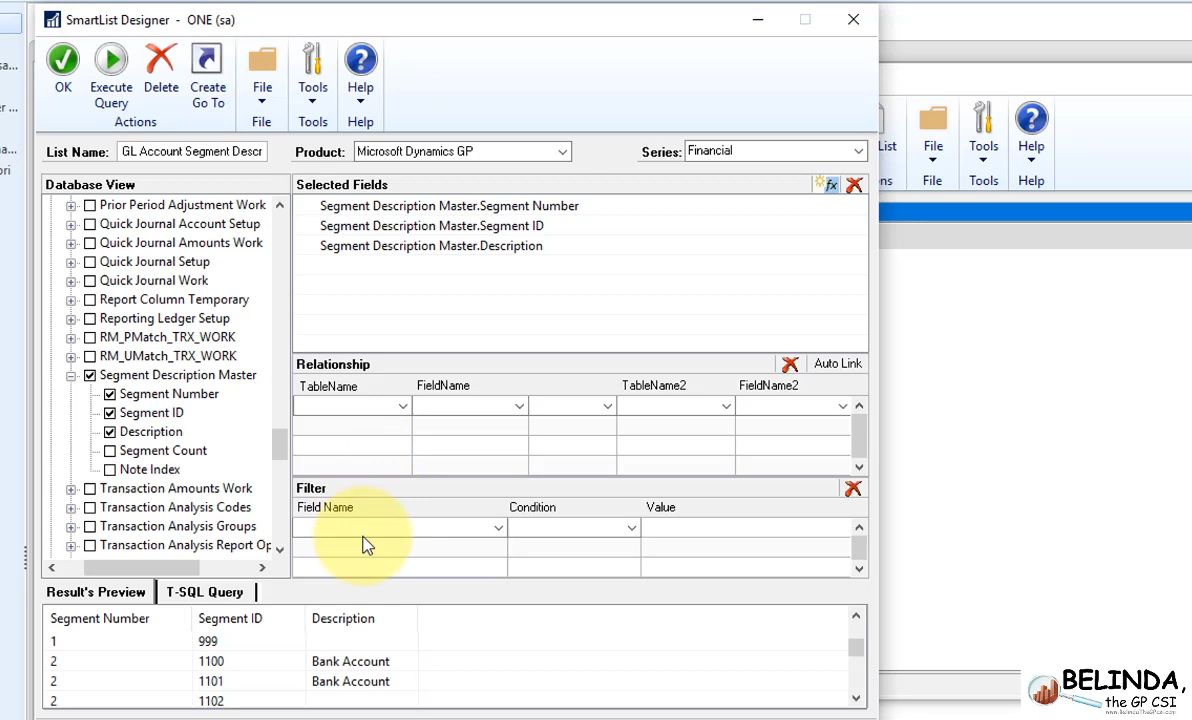 SmartList Designer - ONE (sa)
sa...
er ...
na...
ori
OK
Execute Query
Delete
Create Go To
File
Tools
Help
Actions
File
Tools
Help
List
File
Tools
Help
ns
File
Tools
Help
List Name: GL Account Segment Descr
Product: Microsoft Dynamics GP
Series: Financial
Database View
Prior Period Adjustment Work
Quick Journal Account Setup
Quick Journal Amounts Work
Quick Journal Setup
Quick Journal Work
Report Column Temporary
Reporting Ledger Setup
RM_PMatch_TRX_WORK
RM_UMatch_TRX_WORK
Segment Description Master
Segment Number
Segment ID
Description
Segment Count
Note Index
Transaction Amounts Work
Transaction Analysis Codes
Transaction Analysis Groups
Transaction Analysis Report Op
Selected Fields
fx
Segment Description Master.Segment Number
Segment Description Master.Segment ID
Segment Description Master.Description
Relationship
Auto Link
TableName FieldName TableName2 FieldName2
Filter
Field Name Condition Value
Result's Preview T-SQL Query
Segment Number Segment ID Description
1 999
2 1100 Bank Account
2 1101 Bank Account
2 1102
BELINDA,
the GP CSI